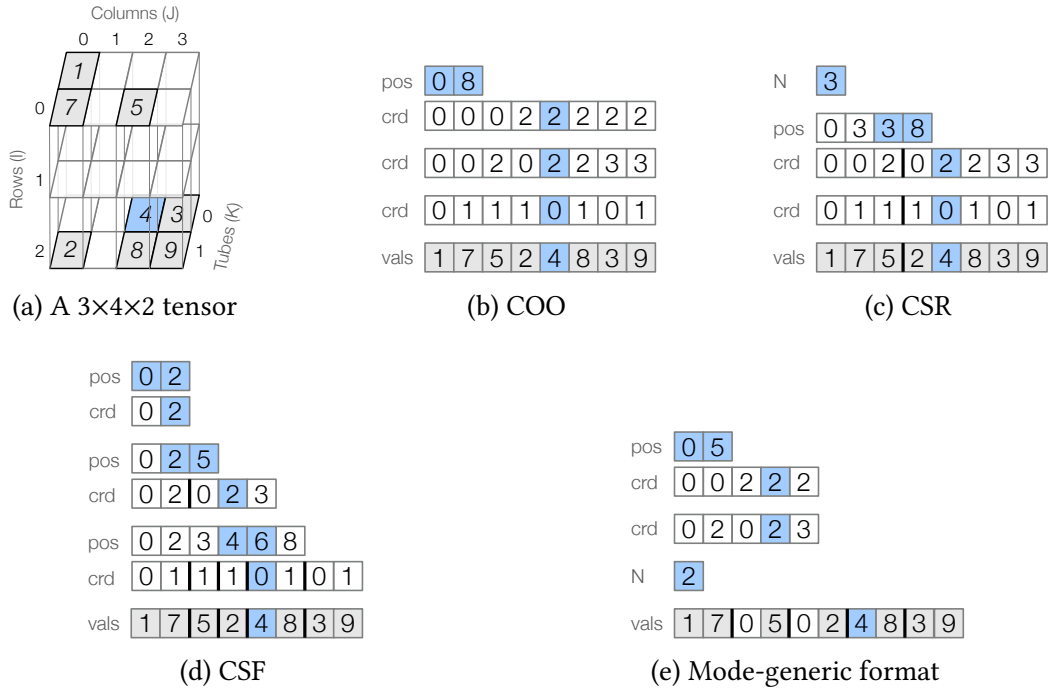 Columns (J)
0 1 2 3
1
0 7 5
Rows (I)
1
4 3 0
2 2 8 9 1
Tubes (K)
(a) A 3×4×2 tensor
pos 0 8
crd 0 0 0 2 2 2 2 2
crd 0 0 2 0 2 2 3 3
crd 0 1 1 1 0 1 0 1
vals 1 7 5 2 4 8 3 9
(b) COO
N 3
pos 0 3 3 8
crd 0 0 2 0 2 2 3 3
crd 0 1 1 1 0 1 0 1
vals 1 7 5 2 4 8 3 9
(c) CSR
pos 0 2
crd 0 2
pos 0 2 5
crd 0 2 0 2 3
pos 0 2 3 4 6 8
crd 0 1 1 1 0 1 0 1
vals 1 7 5 2 4 8 3 9
(d) CSF
pos 0 5
crd 0 0 2 2 2
crd 0 2 0 2 3
N 2
vals 1 7 0 5 0 2 4 8 3 9
(e) Mode-generic format